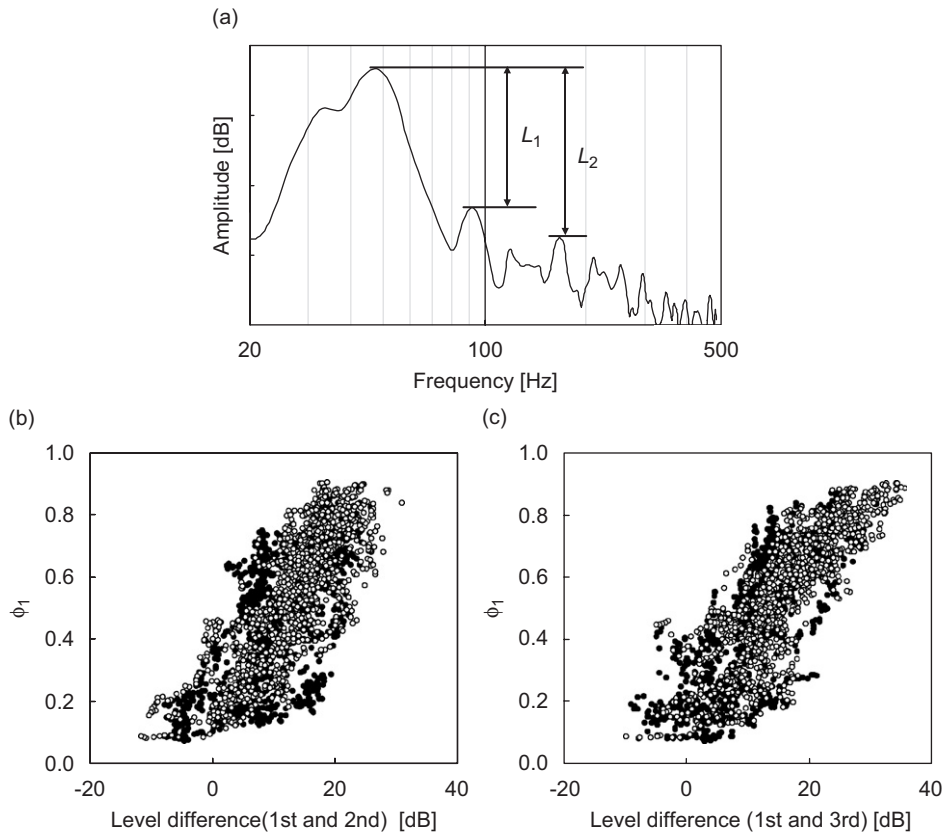 (a)
Amplitude [dB]
L1
L2
20
100
500
Frequency [Hz]
(b)
1.0
0.8
0.6
0.4
0.2
0.0
ϕ1
-20
0
20
40
Level difference(1st and 2nd) [dB]
(c)
1.0
0.8
0.6
0.4
0.2
0.0
ϕ1
-20
0
20
40
Level difference (1st and 3rd) [dB]